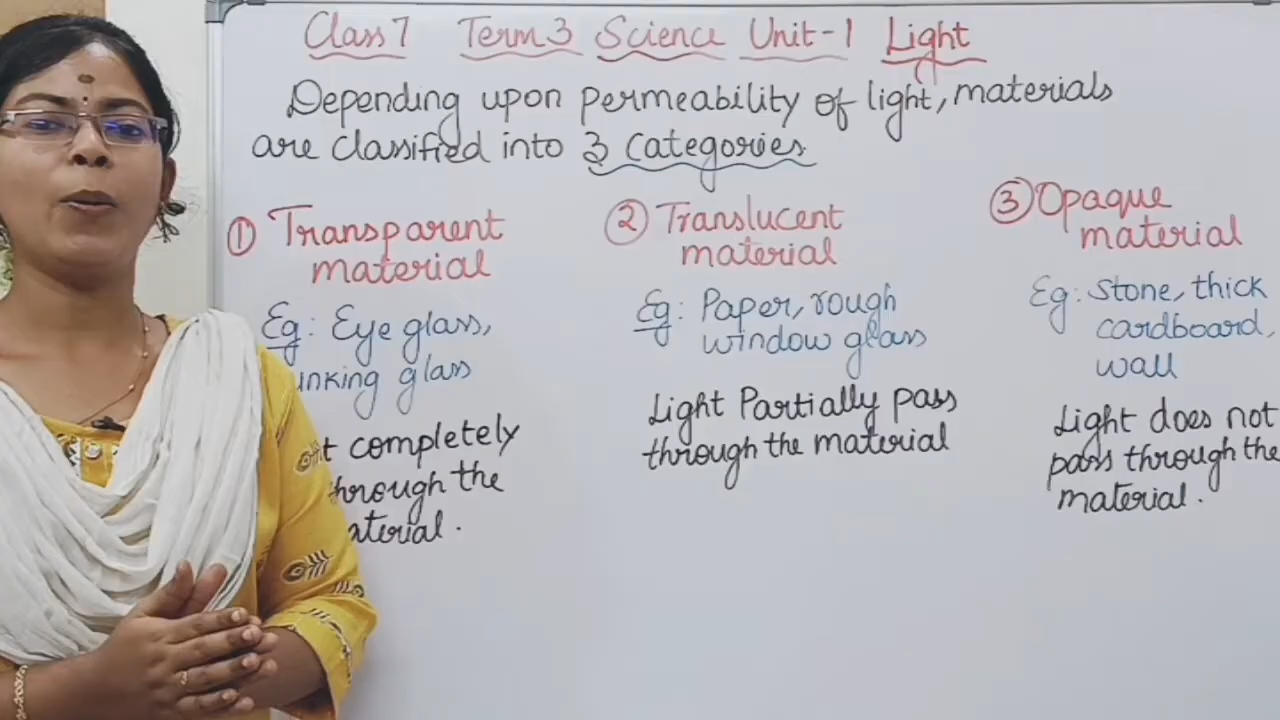 Class 7 Term 3 Science Unit-1 Light
Depending upon permeability of light, materials
are classified into 3 Categories.
① Transparent
material
Eg: Eye glass,
glass
completely
the
② Translucent
material
Eg: Paper, rough
window glass
Light Partially pass
through the material
③ Opaque
material
Eg: Stone, thick
cardboard,
wall
Light does not
pass through the
material.